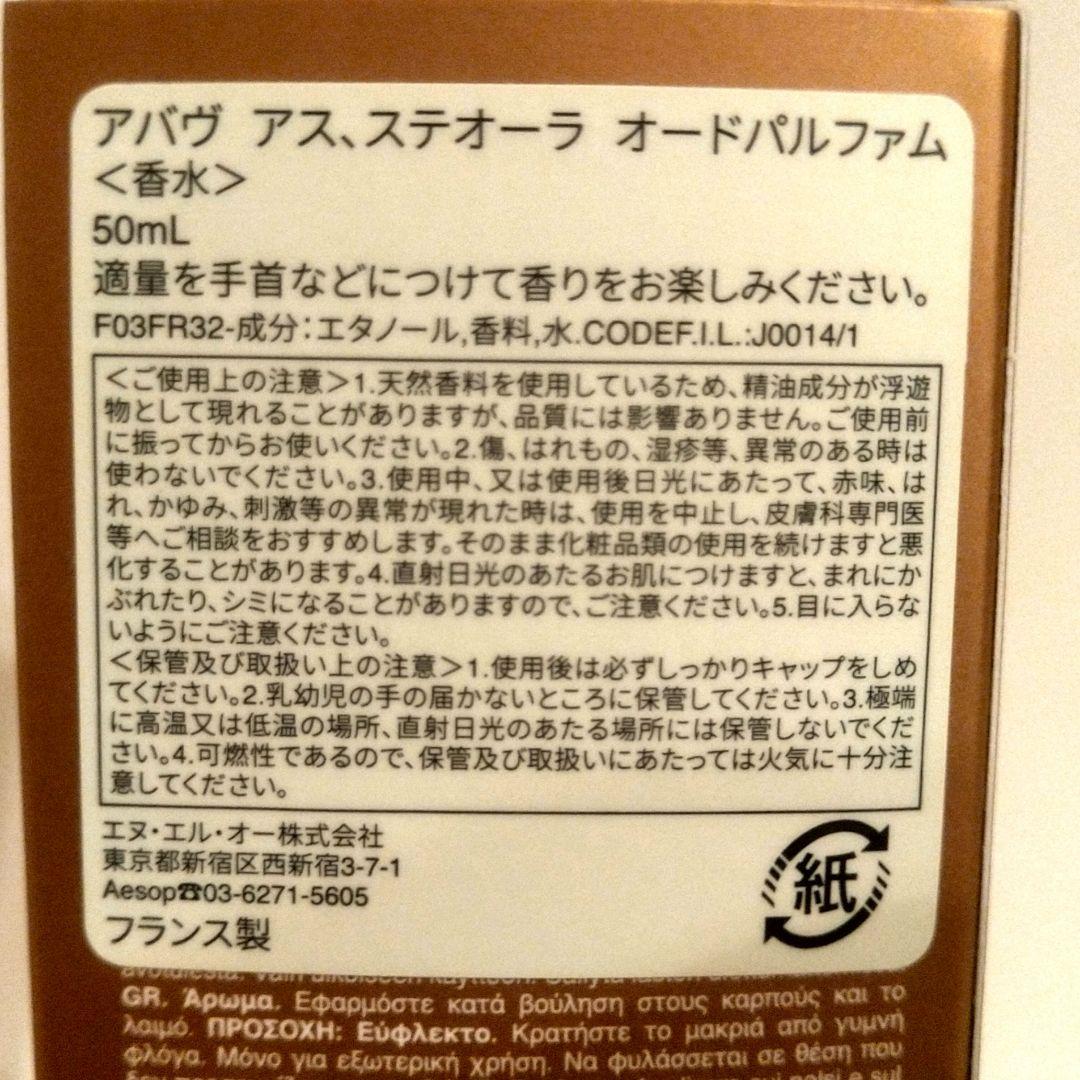 アバヴ アス、ステオーラ オードパルファム
＜香水＞
50mL
適量を手首などにつけて香りをお楽しみください。
F03FR32-成分：エタノール,香料,水.CODEF.I.L.:J0014/1
＜ご使用上の注意＞1.天然香料を使用しているため、精油成分が浮遊
物として現れることがありますが、品質には影響ありません。ご使用前
に振ってからお使いください。2.傷、はれもの、湿疹等、異常のある時は
使わないでください。3.使用中、又は使用後日光にあたって、赤味、は
れ、かゆみ、刺激等の異常が現れた時は、使用を中止し、皮膚科専門医
等へご相談をおすすめします。そのまま化粧品類の使用を続けますと悪
化することがあります。4.直射日光のあたるお肌につけますと、まれにか
ぶれたり、シミになることがありますので、ご注意ください。5.目に入らな
いようにご注意ください。
＜保管及び取扱い上の注意＞1.使用後は必ずしっかりキャップをしめ
てください。2.乳幼児の手の届かないところに保管してください。3.極端
に高温又は低温の場所、直射日光のあたる場所には保管しないでくだ
さい。4.可燃性であるので、保管及び取扱いにあたっては火気に十分注
意してください。
エヌ・エル・オー株式会社
東京都新宿区西新宿3-7-1
Aesop☎03-6271-5605
フランス製
紙
GR. Άρωμα. Εφαρμόστε κατά βούληση στους καρπούς και το
λαιμό. ΠΡΟΣΟΧΗ: Εύφλεκτο. Κρατήστε το μακριά από γυμνή
φλόγα. Μόνο για εξωτερική χρήση. Να φυλάσσεται σε θέση που